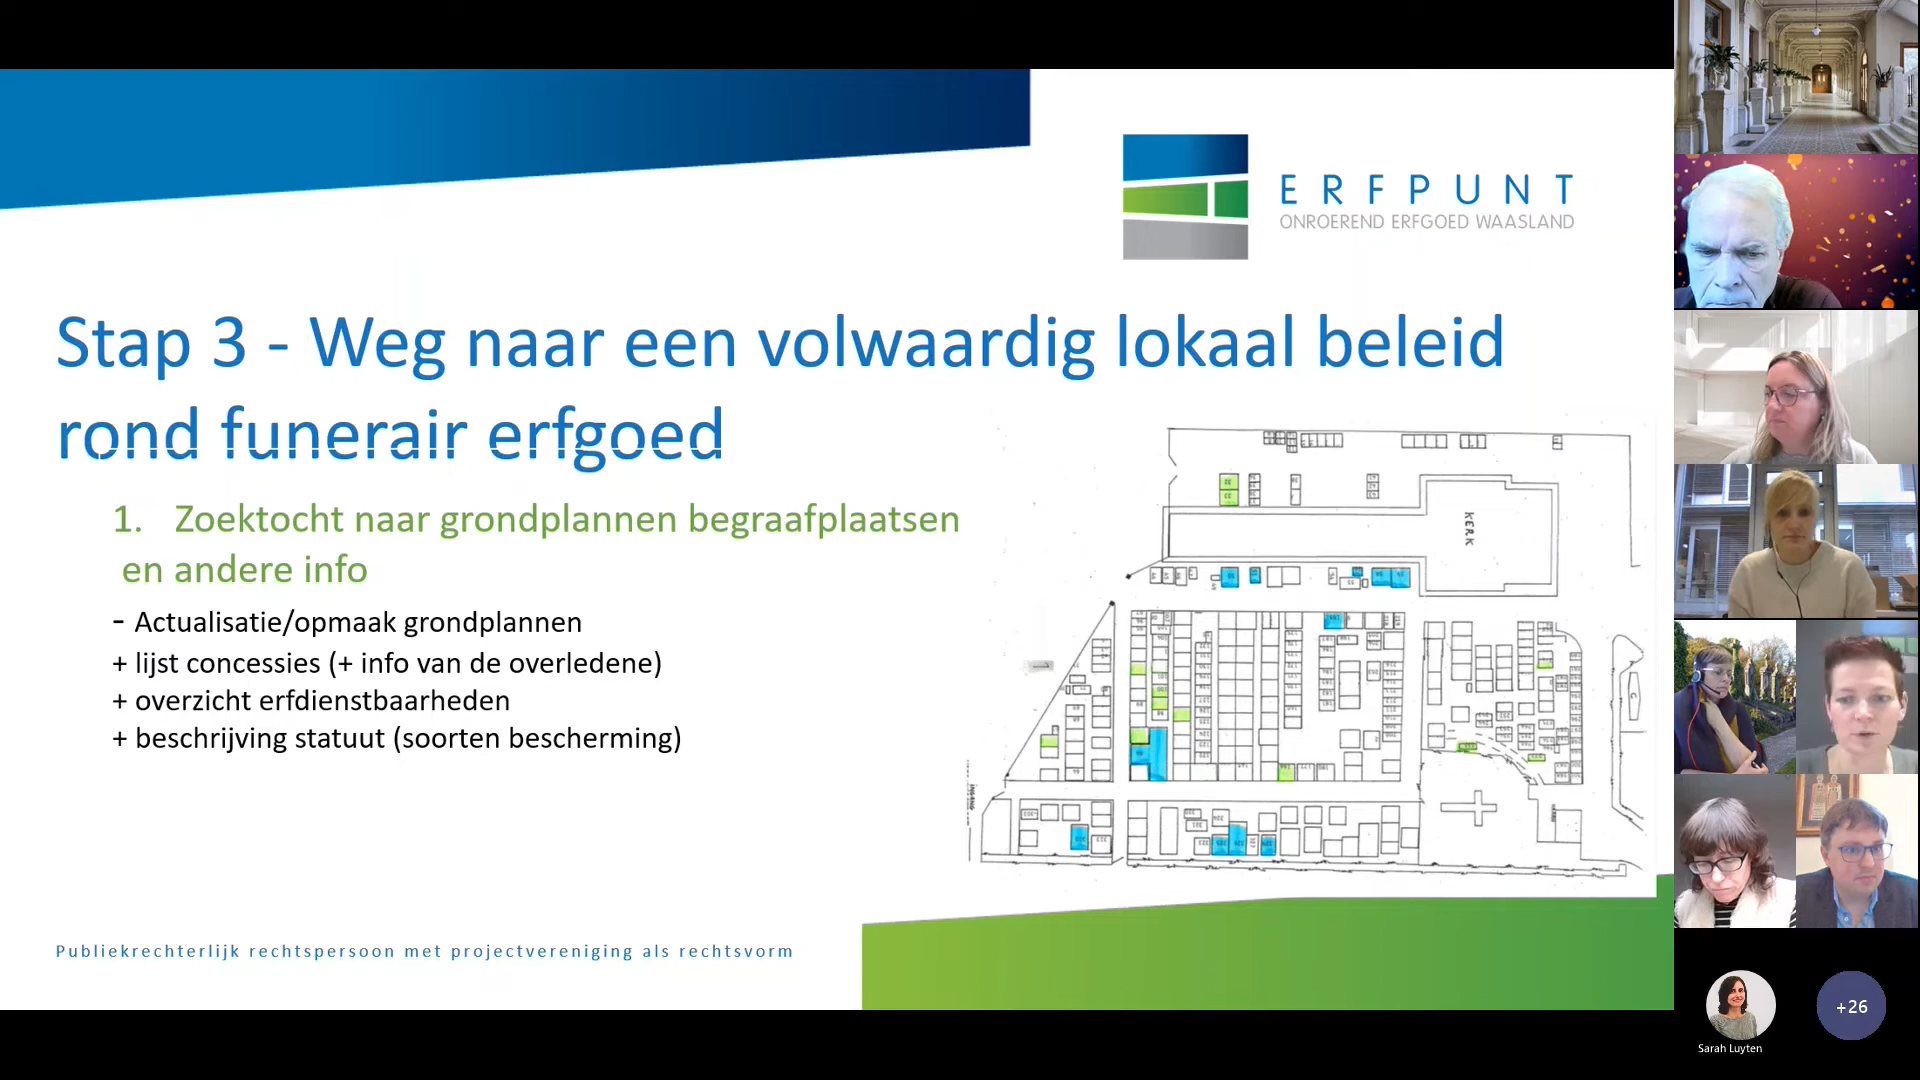 ERFPUNT
ONROEREND ERFGOED WAASLAND
Stap 3 - Weg naar een volwaardig lokaal beleid
rond funerair erfgoed
1. Zoektocht naar grondplannen begraafplaatsen
en andere info
- Actualisatie/opmaak grondplannen
+ lijst concessies (+ info van de overledene)
+ overzicht erfdienstbaarheden
+ beschrijving statuut (soorten bescherming)
KERK
Publiekrechterlijk rechtspersoon met projectvereniging als rechtsvorm
+26
Sarah Luyten